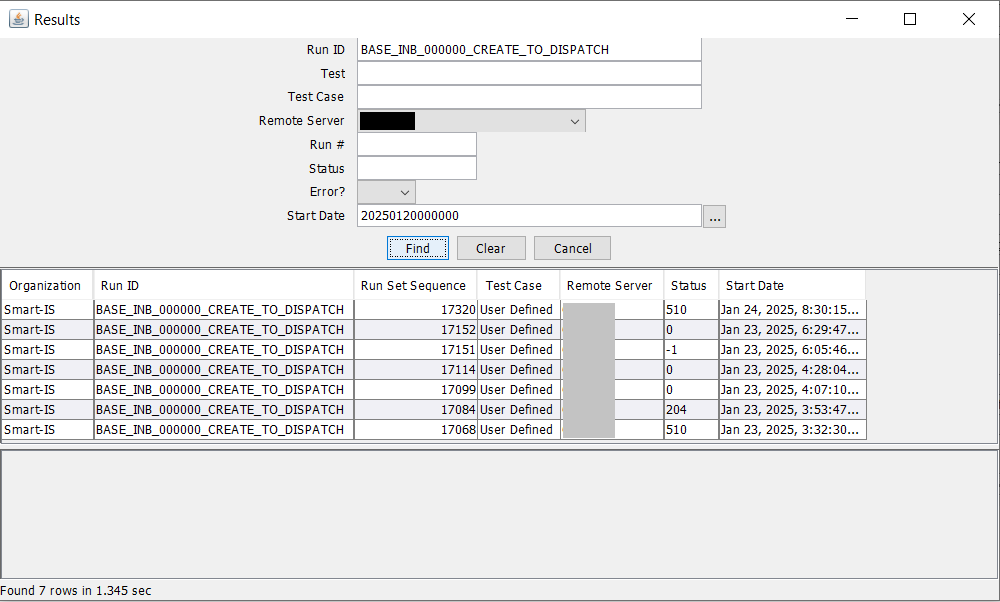 Results
Run ID BASE_INB_000000_CREATE_TO_DISPATCH
Test
Test Case
Remote Server
Run #
Status
Error?
Start Date 20250120000000 ...
Find Clear Cancel
Organization Run ID Run Set Sequence Test Case Remote Server Status Start Date
Smart-IS BASE_INB_000000_CREATE_TO_DISPATCH 17320 User Defined 510 Jan 24, 2025, 8:30:15...
Smart-IS BASE_INB_000000_CREATE_TO_DISPATCH 17152 User Defined 0 Jan 23, 2025, 6:29:47...
Smart-IS BASE_INB_000000_CREATE_TO_DISPATCH 17151 User Defined -1 Jan 23, 2025, 6:05:46...
Smart-IS BASE_INB_000000_CREATE_TO_DISPATCH 17114 User Defined 0 Jan 23, 2025, 4:28:04...
Smart-IS BASE_INB_000000_CREATE_TO_DISPATCH 17099 User Defined 0 Jan 23, 2025, 4:07:10...
Smart-IS BASE_INB_000000_CREATE_TO_DISPATCH 17084 User Defined 204 Jan 23, 2025, 3:53:47...
Smart-IS BASE_INB_000000_CREATE_TO_DISPATCH 17068 User Defined 510 Jan 23, 2025, 3:32:30...
Found 7 rows in 1.345 sec